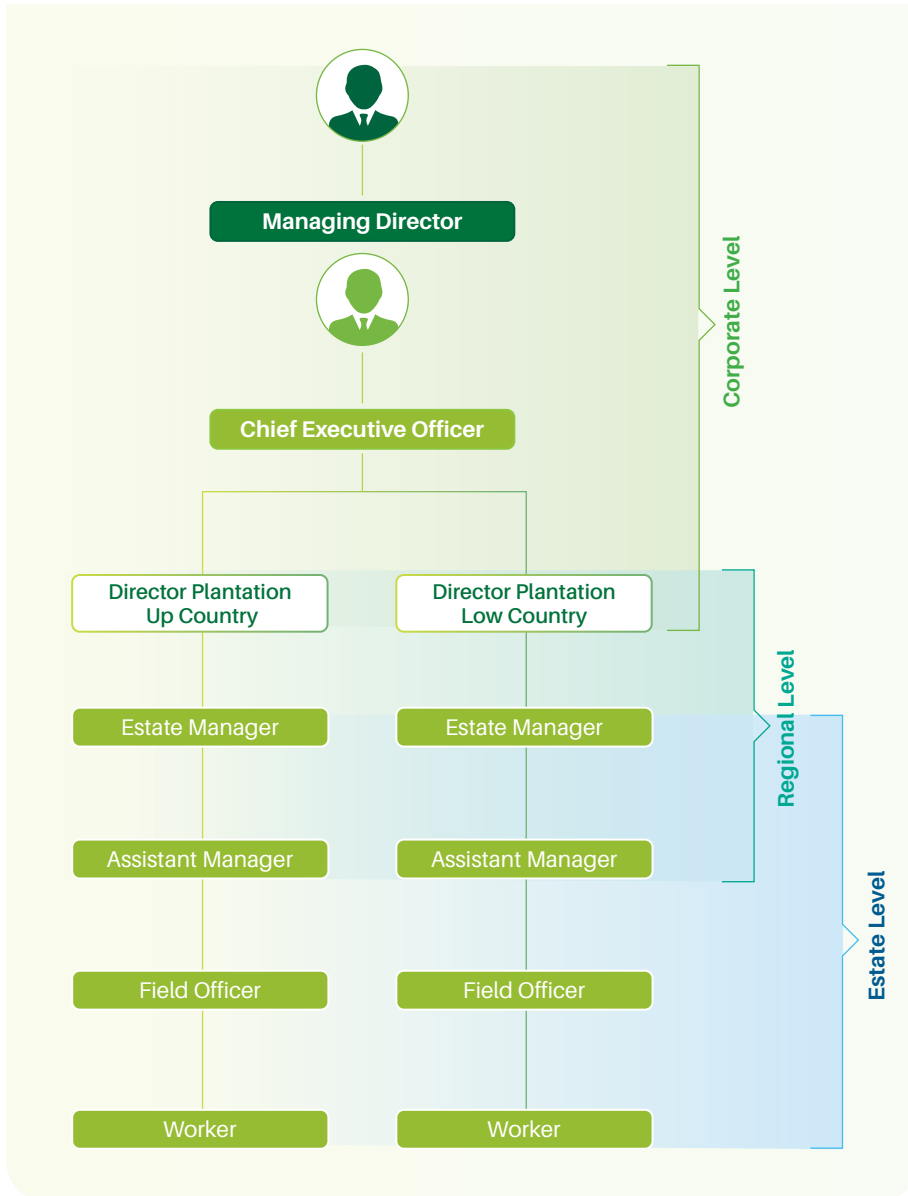 Managing Director
Chief Executive Officer
Corporate Level
Director Plantation
Up Country
Director Plantation
Low Country
Estate Manager
Estate Manager
Regional Level
Assistant Manager
Assistant Manager
Field Officer
Field Officer
Estate Level
Worker
Worker